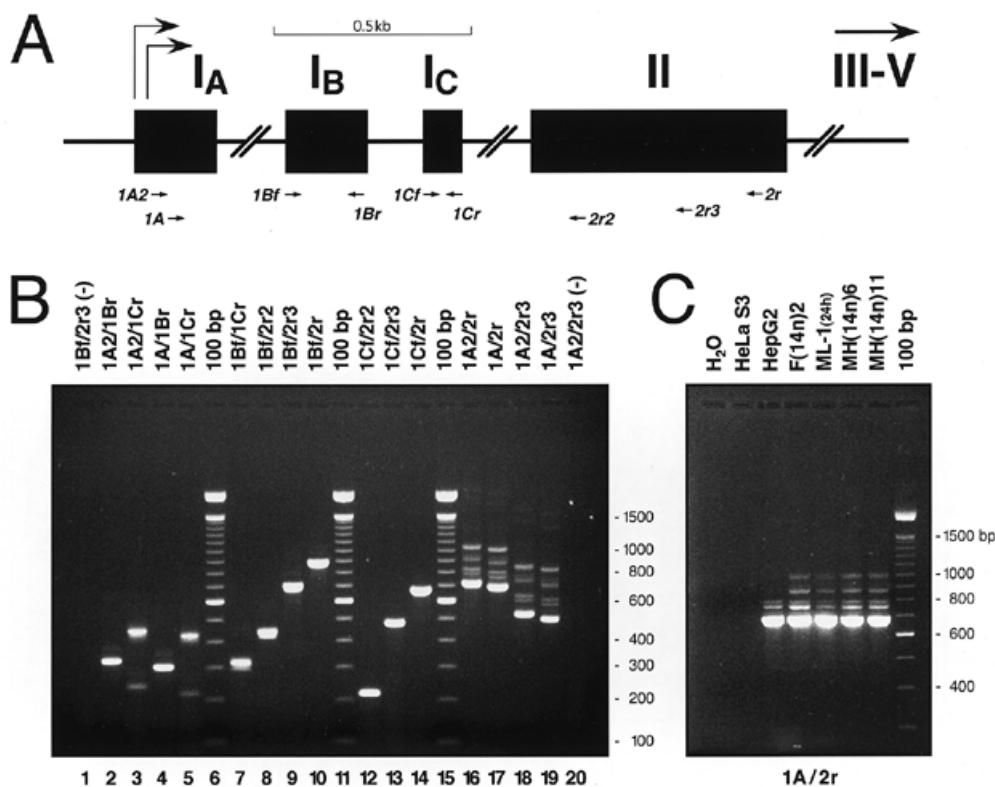 A
0.5kb
IA IB IC II III-V
1A2 1Bf 1Cf 2r
1A 1Br 1Cr 2r2 2r3
B
1Bf/2r3 (-)
1A2/1Br
1A2/1Cr
1A/1Br
1A/1Cr
100 bp
1Bf/1Cr
1Bf/2r2
1Bf/2r3
1Bf/2r
100 bp
1Cf/2r2
1Cf/2r3
1Cf/2r
100 bp
1A2/2r
1A/2r
1A2/2r3
1A/2r3
1A2/2r3 (-)
- 1500
- 1000
- 800
- 600
- 400
- 300
- 200
- 100
1 2 3 4 5 6 7 8 9 10 11 12 13 14 15 16 17 18 19 20
C
H2O
HeLa S3
HepG2
F(14n)2
ML-1(24h)
MH(14n)6
MH(14n)11
100 bp
- 1500 bp
- 1000
- 800
- 600
- 400
1A/2r